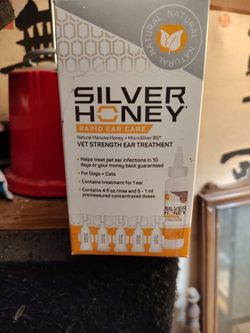 NATURAL
NATURAL
NATURAL
SILVER
HONEY
RAPID EAR CARE
Natural Manuka Honey + MicroSilver BG®
VET STRENGTH EAR TREATMENT
• Helps treat pet ear infections in 10
days or your money back guaranteed
• For Dogs + Cats
• Contains treatment for 1 ear
• Contains 4 fl oz rinse and 5 - 1 ml
premeasured concentrated doses